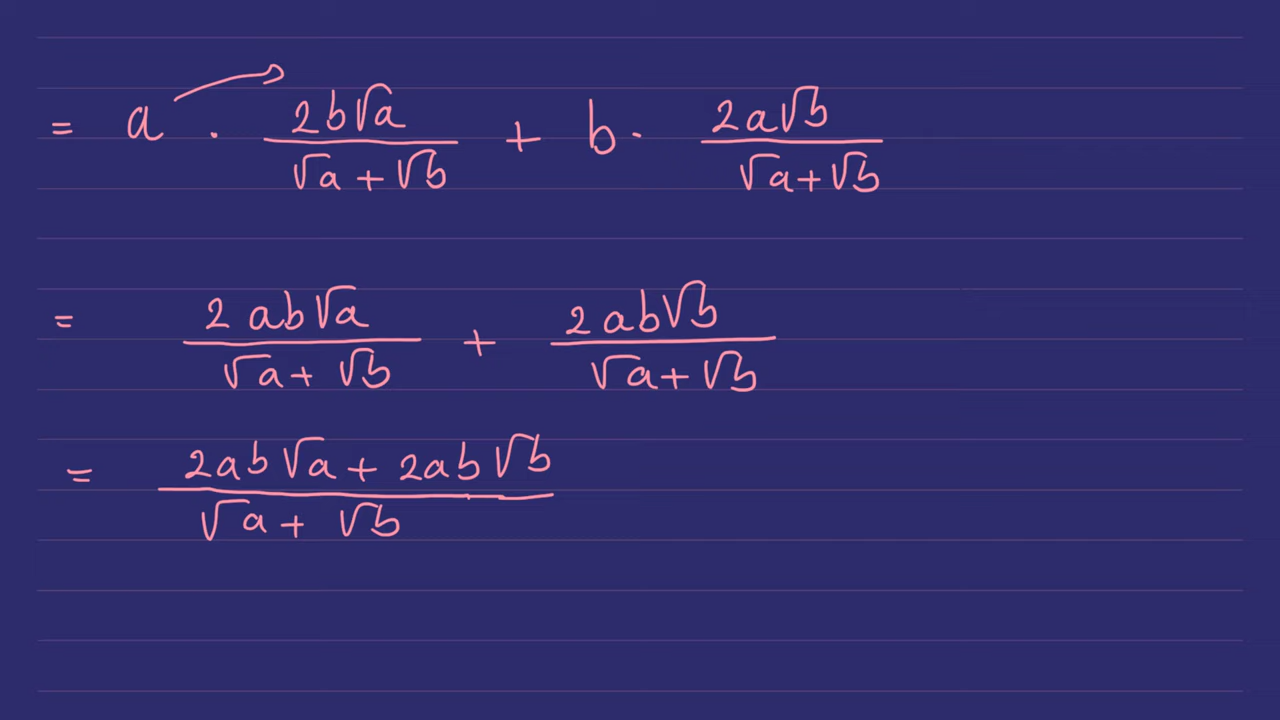 = a · 2b√a / √a + √b + b · 2a√b / √a + √b
= 2ab√a / √a + √b + 2ab√b / √a + √b
= 2ab√a + 2ab√b / √a + √b